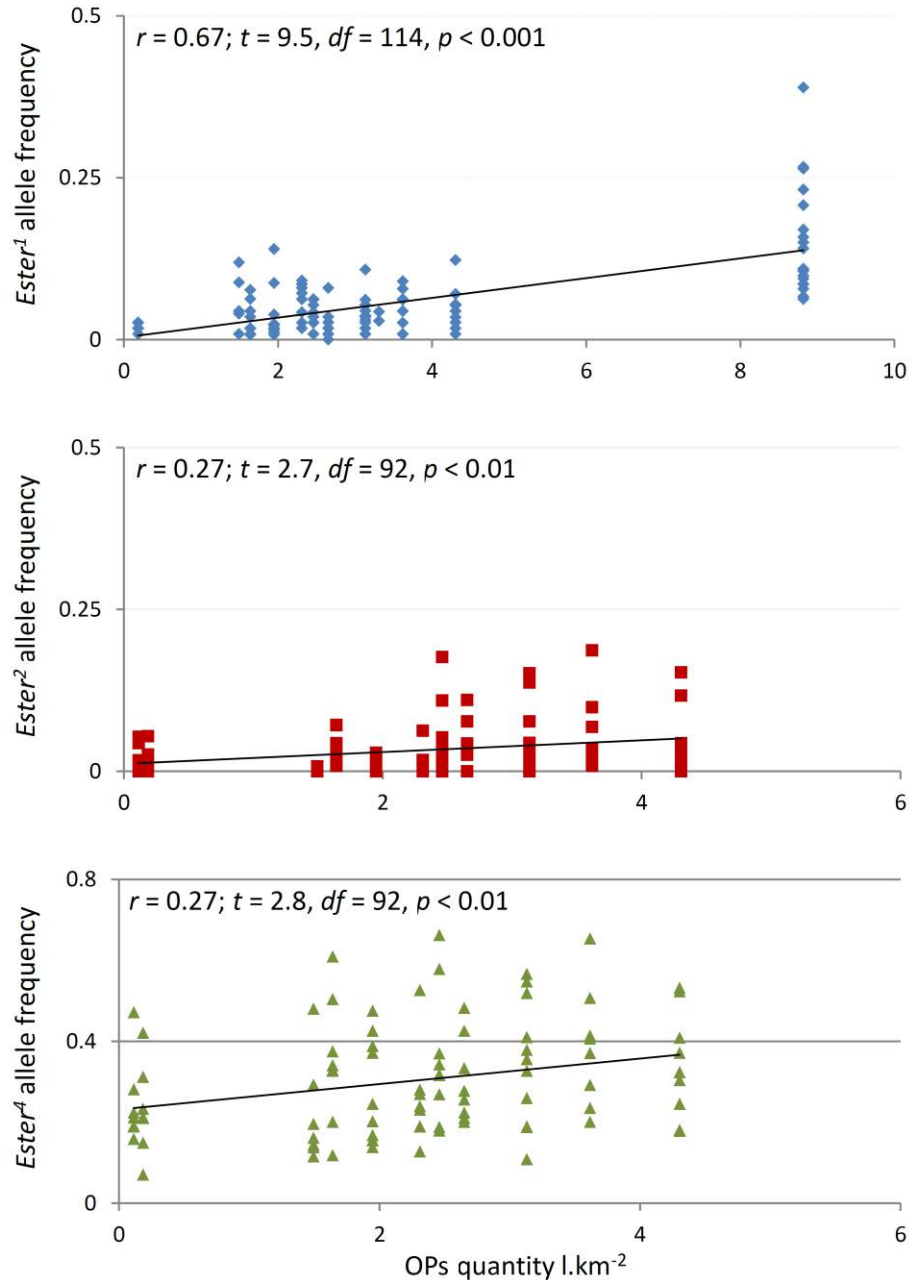 r = 0.67; t = 9.5, df = 114, p < 0.001
Ester¹ allele frequency
0.5
0.25
0
0 2 4 6 8 10
r = 0.27; t = 2.7, df = 92, p < 0.01
Ester² allele frequency
0.5
0.25
0
0 2 4 6
r = 0.27; t = 2.8, df = 92, p < 0.01
Ester⁴ allele frequency
0.8
0.4
0
0 2 4 6
OPs quantity l.km⁻²